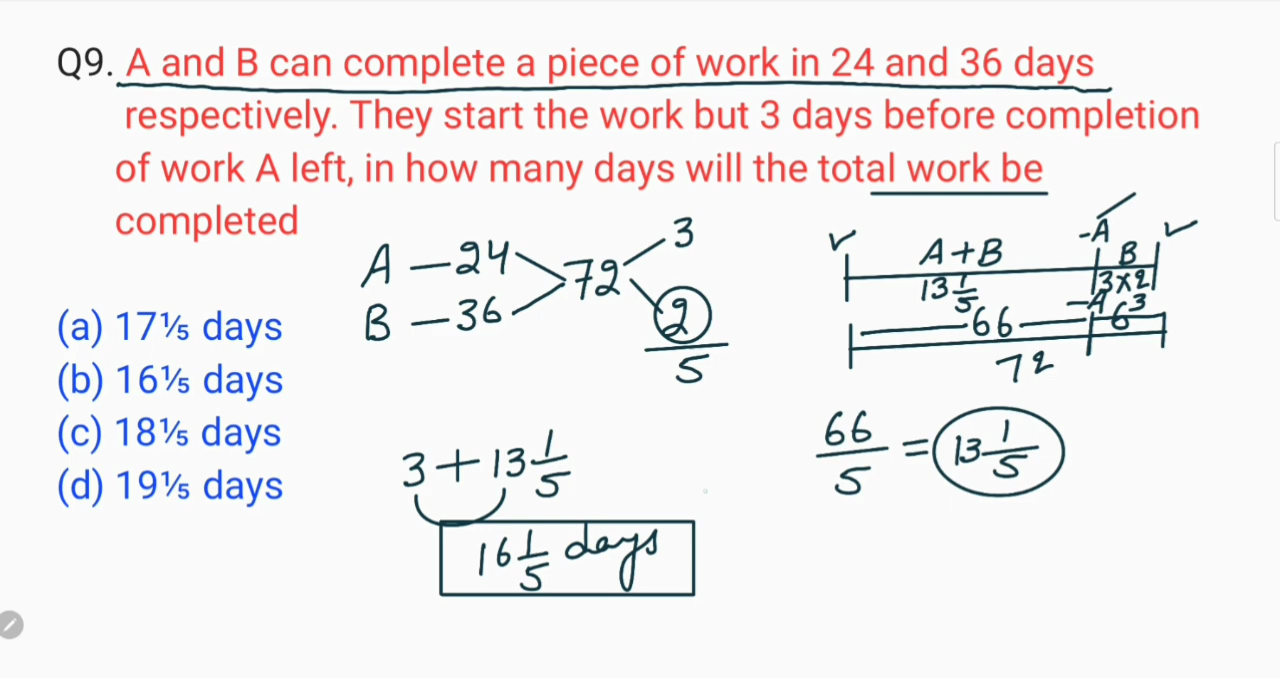 Q9. A and B can complete a piece of work in 24 and 36 days
respectively. They start the work but 3 days before completion
of work A left, in how many days will the total work be
completed
(a) 17⅕ days
(b) 16⅕ days
(c) 18⅕ days
(d) 19⅕ days
A – 24
B – 36
72
3
2
5
A+B
-A
B
13 1/5
3×2
-A
66
6
3
72
66/5 = 13 1/5
3 + 13 1/5
16 1/5 days